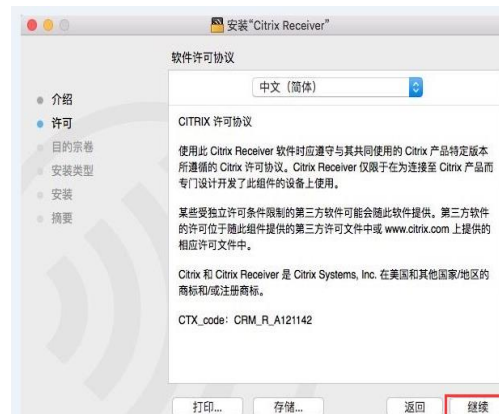 安装“Citrix Receiver”
软件许可协议
中文（简体）
介绍
许可
目的宗卷
安装类型
安装
摘要
CITRIX 许可协议
使用此 Citrix Receiver 软件时应遵守与其共同使用的 Citrix 产品特定版本
所遵循的 Citrix 许可协议。Citrix Receiver 仅限于在为连接至 Citrix 产品而
专门设计开发了此组件的设备上使用。
某些受独立许可条件限制的第三方软件可能会随此软件提供。第三方软件
的许可位于随此组件提供的第三方许可文件中或 www.citrix.com 上提供的
相应许可文件中。
Citrix 和 Citrix Receiver 是 Citrix Systems, Inc. 在美国和其他国家/地区的
商标和/或注册商标。
CTX_code：CRM_R_A121142
打印... 存储... 返回 继续